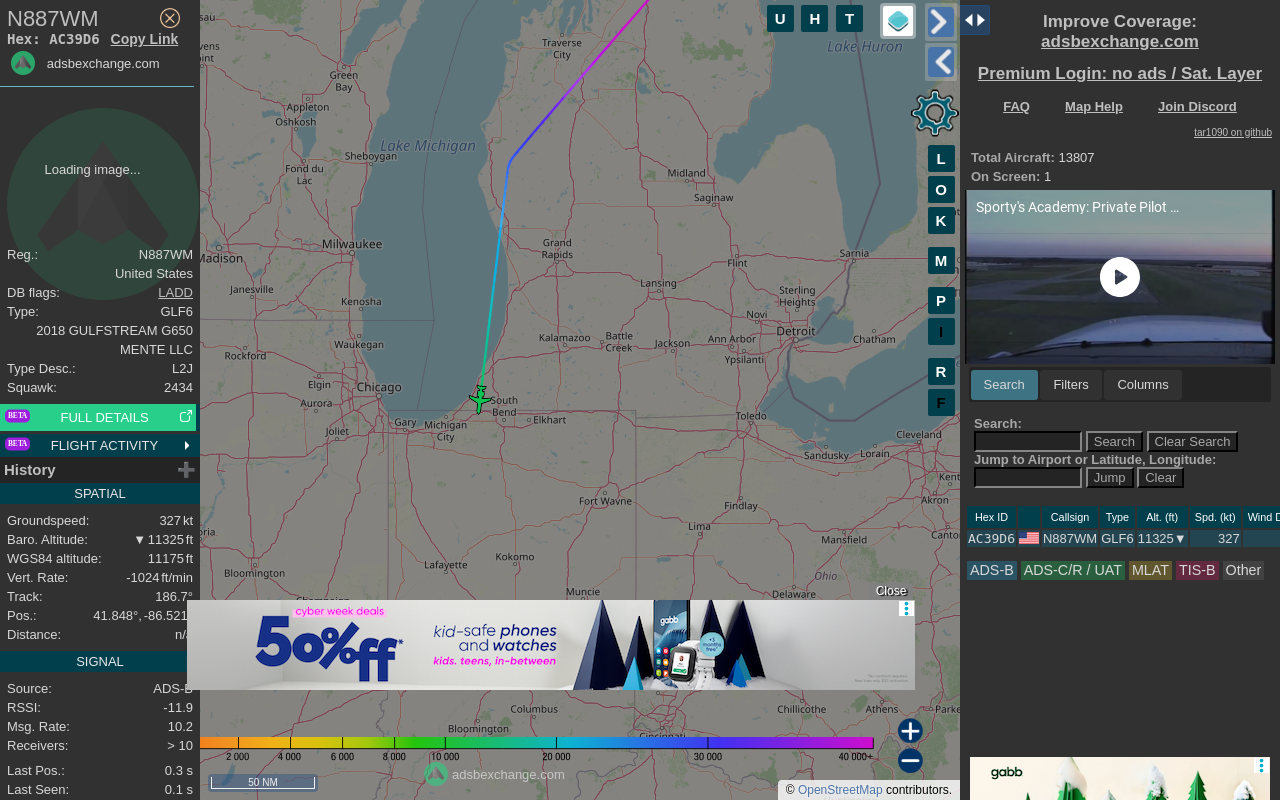 N887WM
Hex: AC39D6 Copy Link
adsbexchange.com
Loading image...
Reg.: N887WM
United States
DB flags: LADD
Type: GLF6
2018 GULFSTREAM G650
MENTE LLC
Type Desc.: L2J
Squawk: 2434
BETA FULL DETAILS
BETA FLIGHT ACTIVITY
History
SPATIAL
Groundspeed: 327 kt
Baro. Altitude: ▼ 11325 ft
WGS84 altitude: 11175 ft
Vert. Rate: -1024 ft/min
Track: 186.7°
Pos.: 41.848°, -86.521
Distance: n/a
SIGNAL
Source: ADS-B
RSSI: -11.9
Msg. Rate: 10.2
Receivers: > 10
Last Pos.: 0.3 s
Last Seen: 0.1 s
U H T
Lake Huron
Traverse City
Green Bay
Appleton
Oshkosh
Lake Michigan
Sheboygan
Fond du Lac
Midland
Saginaw
Milwaukee
Madison
Grand Rapids
Flint
Sarnia
Janesville
Kenosha
Lansing
Sterling Heights
Novi
Waukegan
Kalamazoo
Battle Creek
Jackson
Ann Arbor
Ypsilanti
Detroit
Chatham
Rockford
Elgin
Chicago
Aurora
South Bend
Elkhart
Toledo
Joliet
Gary
Michigan City
Cleveland
Sandusky
Lorain
Kent
Akron
Fort Wayne
Findlay
Lima
Mansfield
Canto
Kokomo
Lafayette
Bloomington
Ohio
Muncie
Delaware
Champaign
L
O
K
M
P
I
R
F
Close
cyber week deals
50%ff*
kid-safe phones
and watches
kids. teens, in-between
gabb
+3 months free
Columbus
Chillicothe
Athens
Parke
Bloomington
Cincinnati
2 000 4 000 6 000 8 000 10 000 20 000 30 000 40 000+
50 NM
adsbexchange.com
© OpenStreetMap contributors.
Improve Coverage:
adsbexchange.com
Premium Login: no ads / Sat. Layer
FAQ Map Help Join Discord
tar1090 on github
Total Aircraft: 13807
On Screen: 1
Sporty's Academy: Private Pilot ...
Search Filters Columns
Search:
Search Clear Search
Jump to Airport or Latitude, Longitude:
Jump Clear
Hex ID Callsign Type Alt. (ft) Spd. (kt) Wind D
AC39D6 N887WM GLF6 11325▼ 327
ADS-B ADS-C/R / UAT MLAT TIS-B Other
gabb